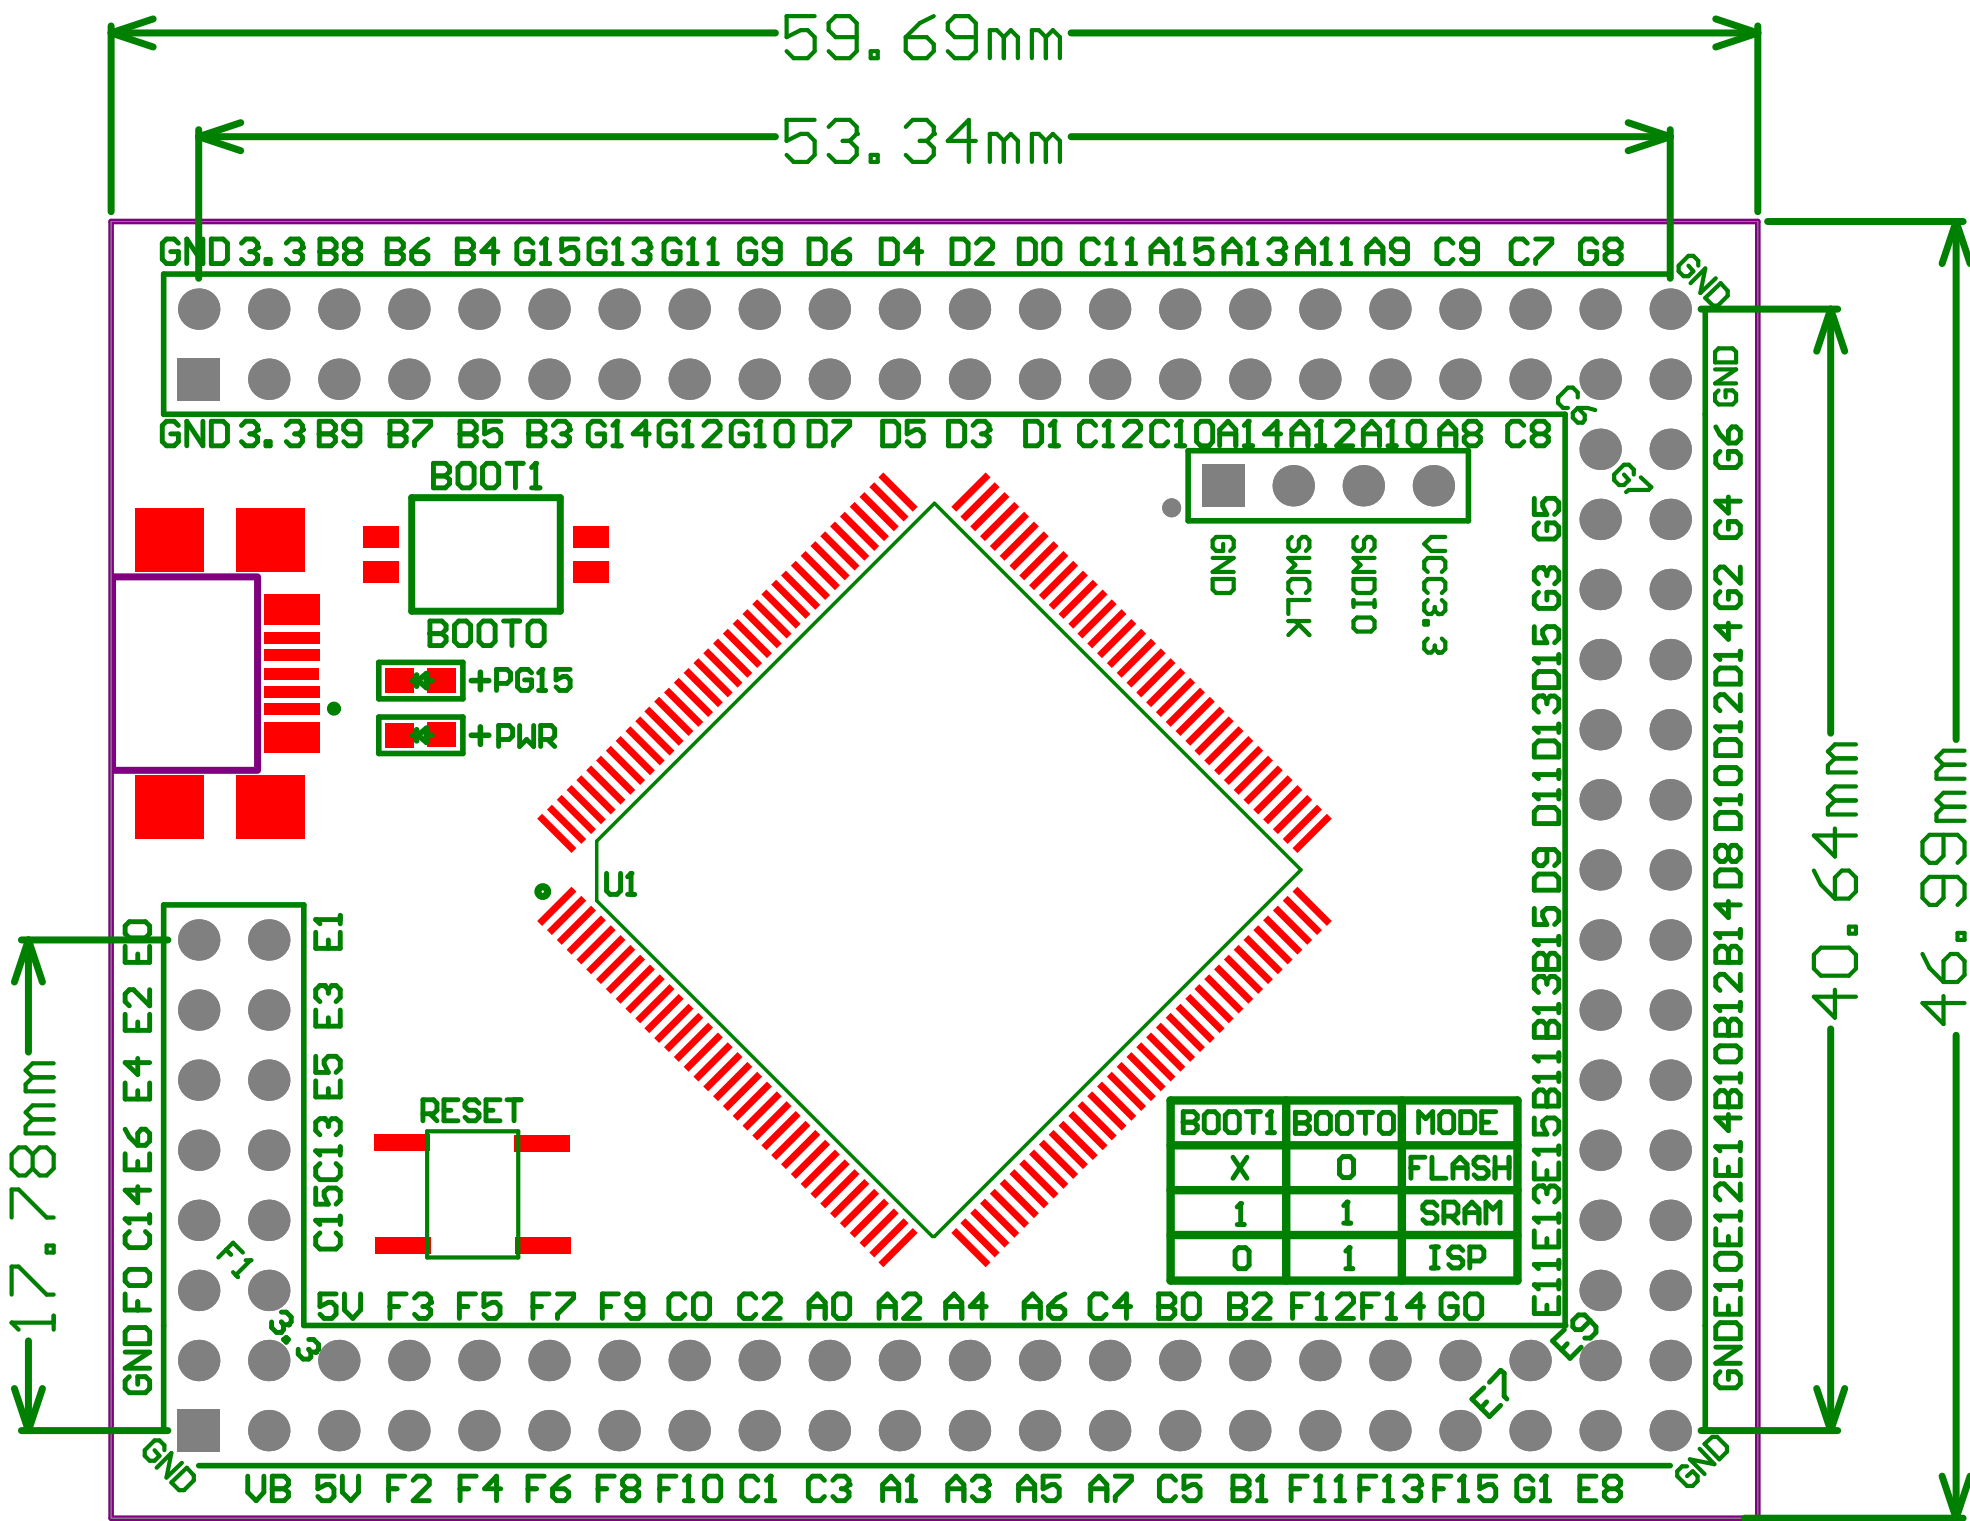 59.69mm
53.34mm
GND 3.3 B8 B6 B4 G15 G13 G11 G9 D6 D4 D2 D0 C11 A15 A13 A11 A9 C9 C7 G8
GND
GND 3.3 B9 B7 B5 B3 G14 G12 G10 D7 D5 D3 D1 C12 C10 A14 A12 A10 A8 C8
C6
G7
GND G6 G4 G2 D14 D12 D10 D8 B14 B12 B10 E14 E12 E10 GND
G5 G3 D15 D13 D11 D9 B15 B13 B11 E15 E13 E11
BOOT1
BOOT0
+PG15
+PWR
GND
SWCLK
SWDIO
VCC3.3
U1
40.64mm
46.99mm
17.78mm
E0 E2 E4 E6 C14 F0 GND
E1 E3 E5 C13 C15
F1
3.3
RESET
BOOT1 BOOT0 MODE
X 0 FLASH
1 1 SRAM
0 1 ISP
5V F3 F5 F7 F9 C0 C2 A0 A2 A4 A6 C4 B0 B2 F12 F14 G0
E9
E7
GND
GND
VB 5V F2 F4 F6 F8 F10 C1 C3 A1 A3 A5 A7 C5 B1 F11 F13 F15 G1 E8